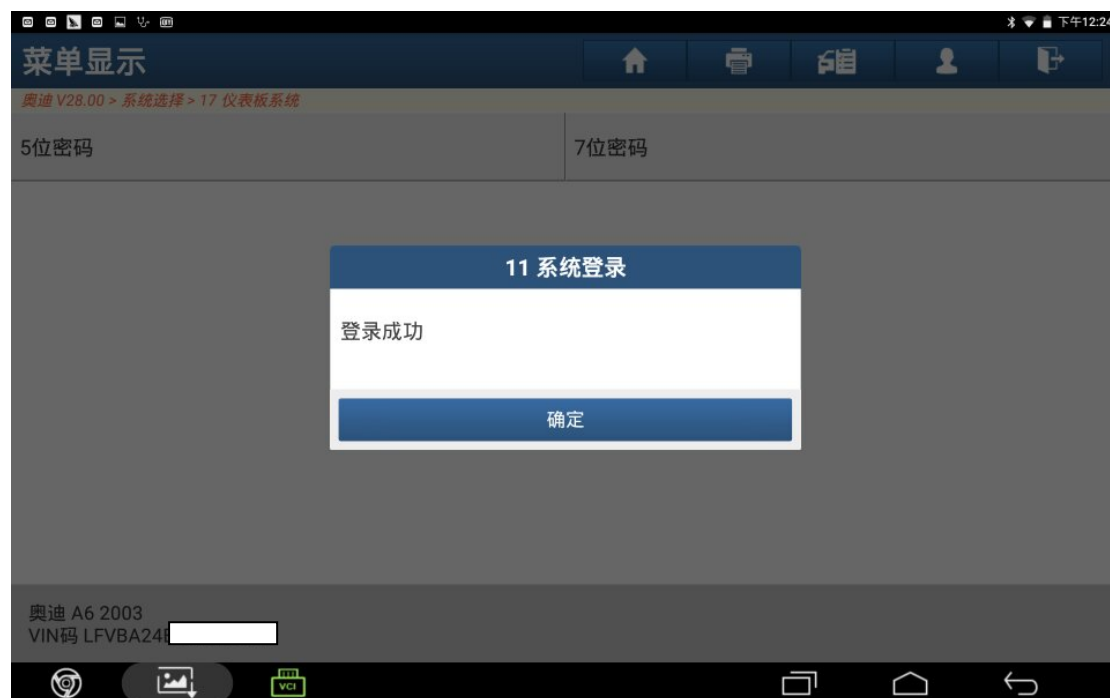 下午12:24
菜单显示
奥迪 V28.00 > 系统选择 > 17 仪表板系统
5位密码
7位密码
11 系统登录
登录成功
确定
奥迪 A6 2003
VIN码 LFVBA24
VCI